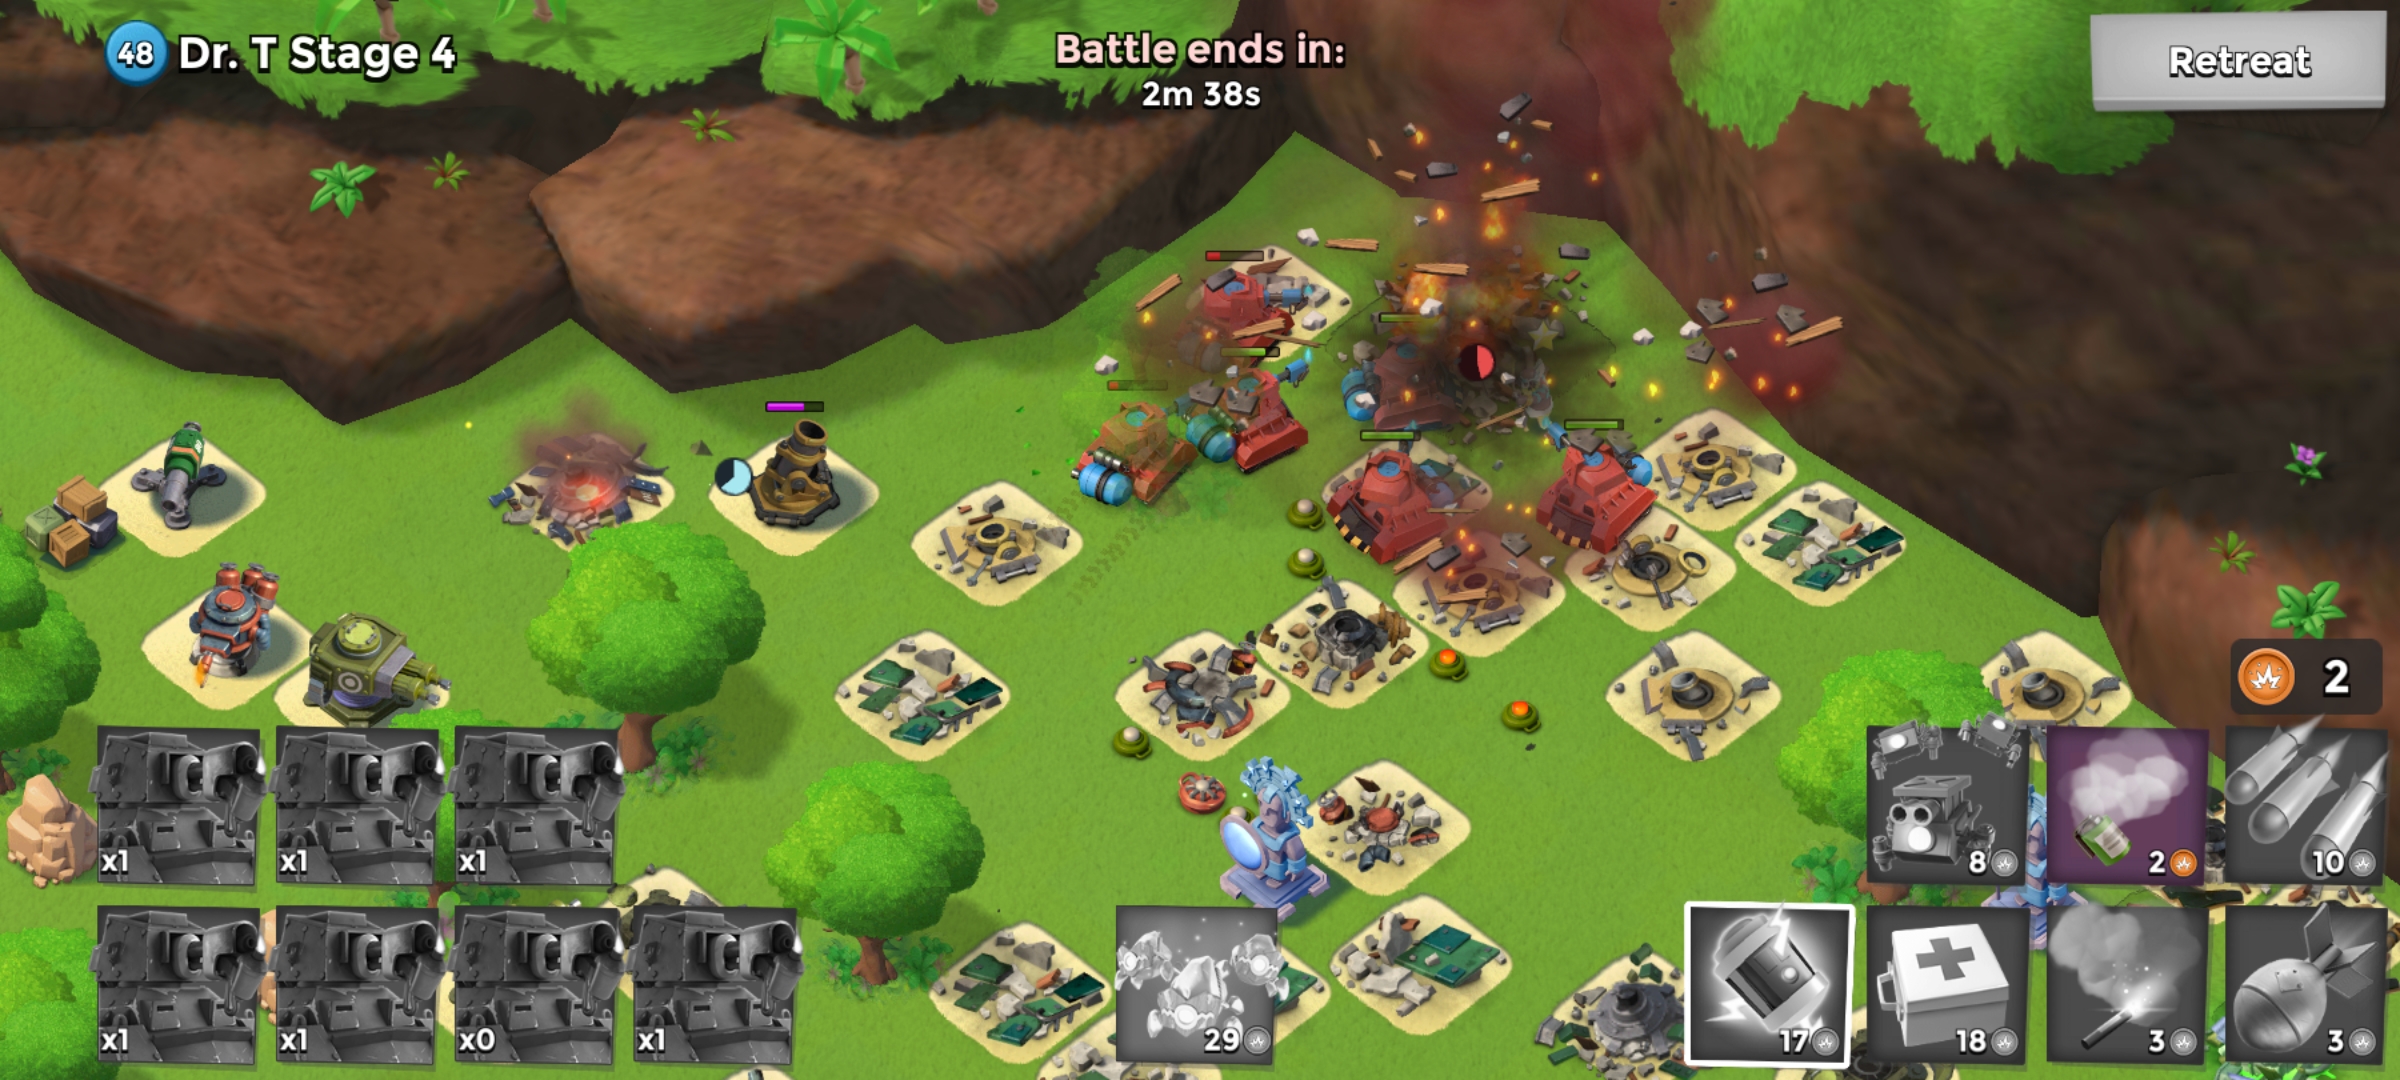 48 Dr. T Stage 4
Battle ends in:
2m 38s
Retreat
2
x1
x1
x1
8
2
10
x1
x1
x0
x1
29
17
18
3
3